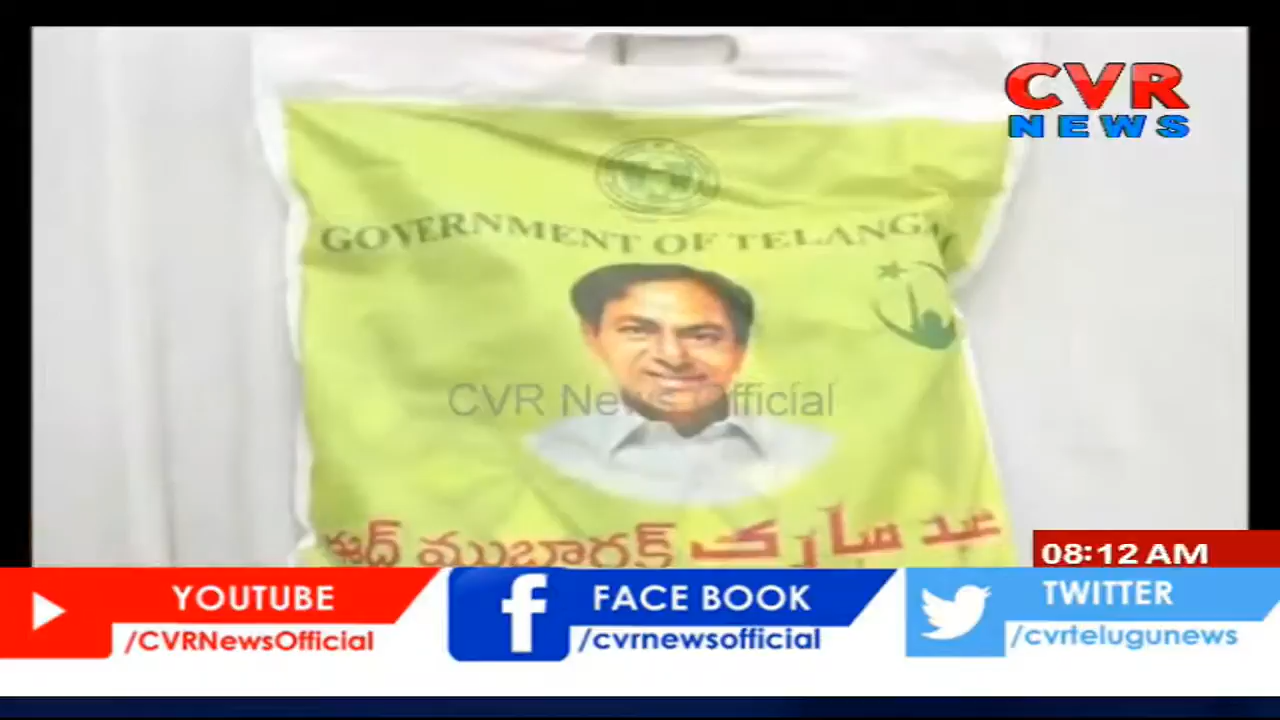 CVR
NEWS
GOVERNMENT OF TELANGA
CVR News Official
ఈద్ ముబారక్ عید مبارک
08:12 AM
YOUTUBE
/CVRNewsOfficial
FACE BOOK
/cvrnewsofficial
TWITTER
/cvrtelugunews